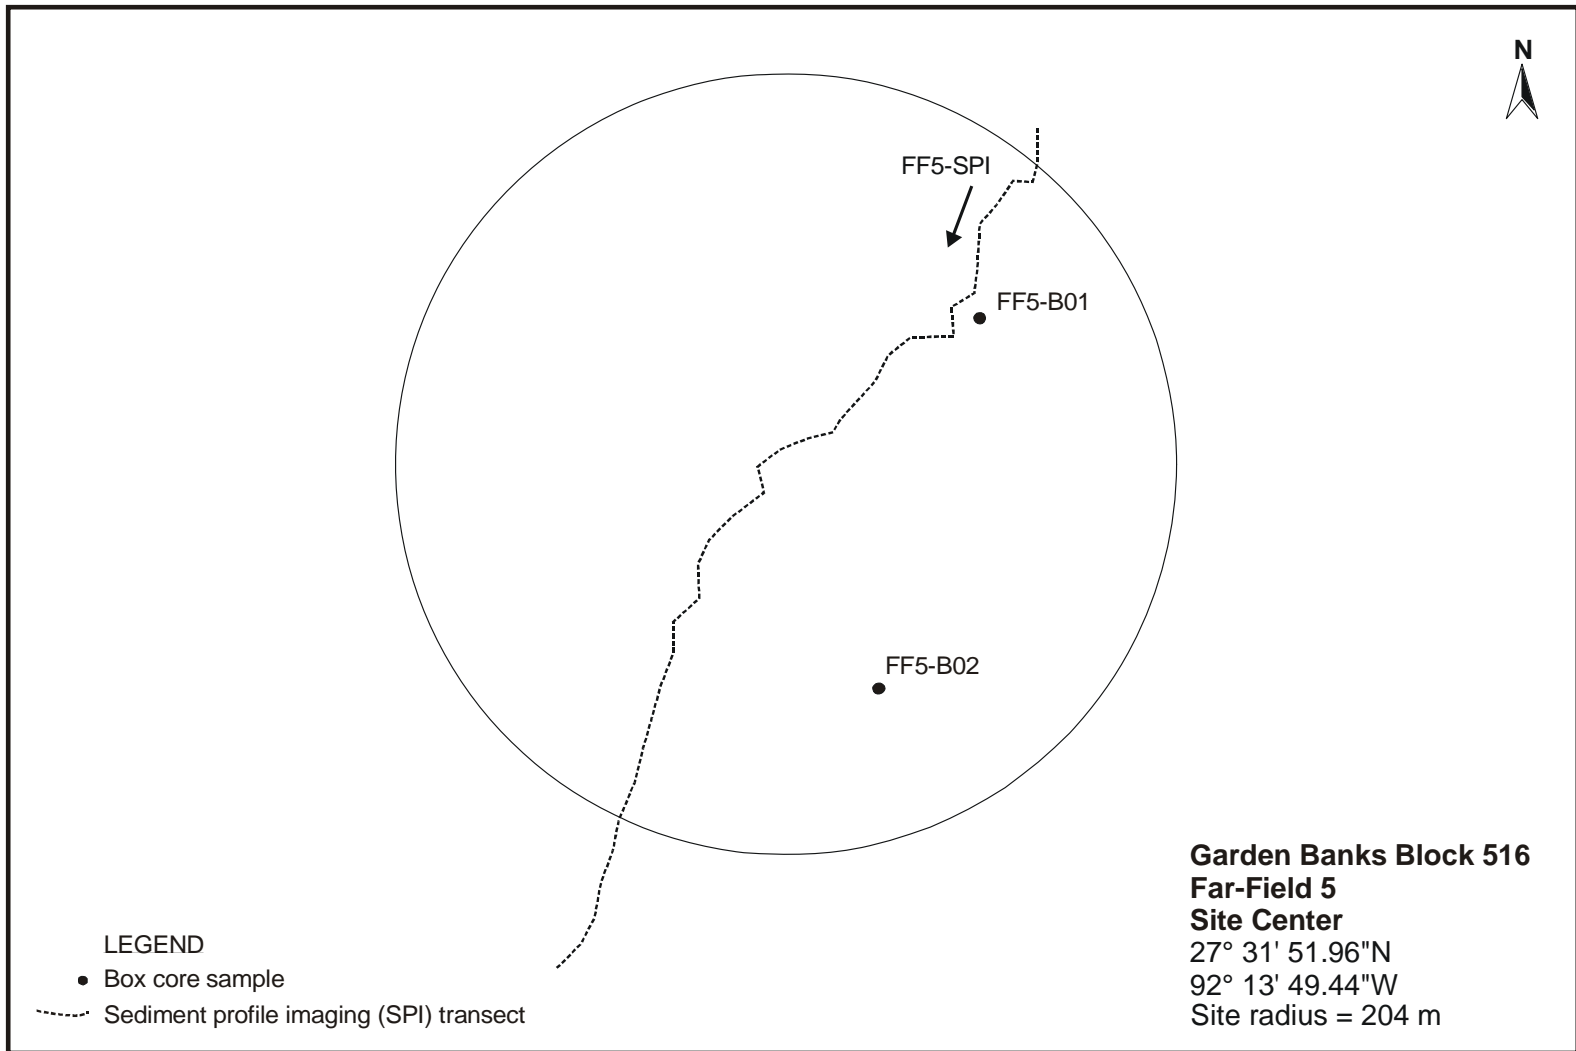 N
FF5-SPI
FF5-B01
FF5-B02
Garden Banks Block 516
Far-Field 5
Site Center
27° 31' 51.96"N
92° 13' 49.44"W
Site radius = 204 m
LEGEND
Box core sample
Sediment profile imaging (SPI) transect